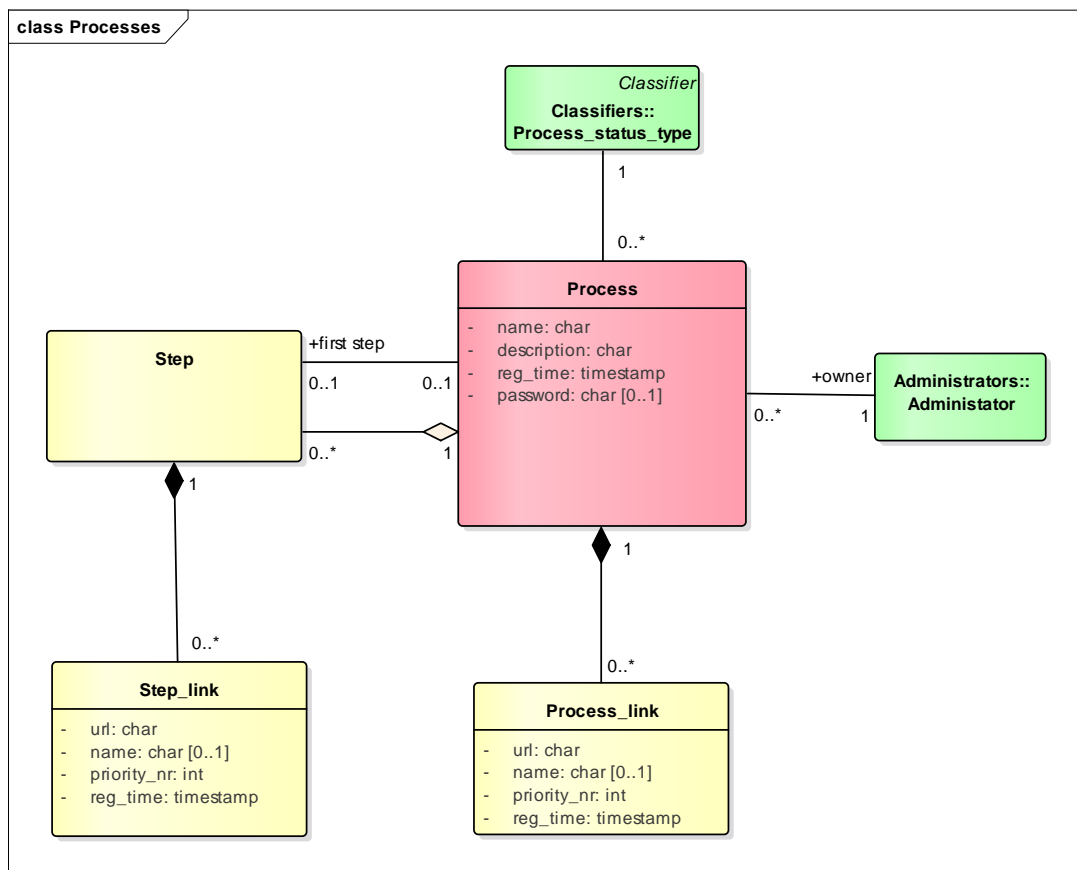 class Processes
Classifier
Classifiers::
Process_status_type
1
0..*
Process
- name: char
- description: char
- reg_time: timestamp
- password: char [0..1]
Step
+first step
0..1
0..1
0..*
1
+owner
0..*
1
Administrators::
Administator
1
0..*
1
0..*
Step_link
- url: char
- name: char [0..1]
- priority_nr: int
- reg_time: timestamp
Process_link
- url: char
- name: char [0..1]
- priority_nr: int
- reg_time: timestamp